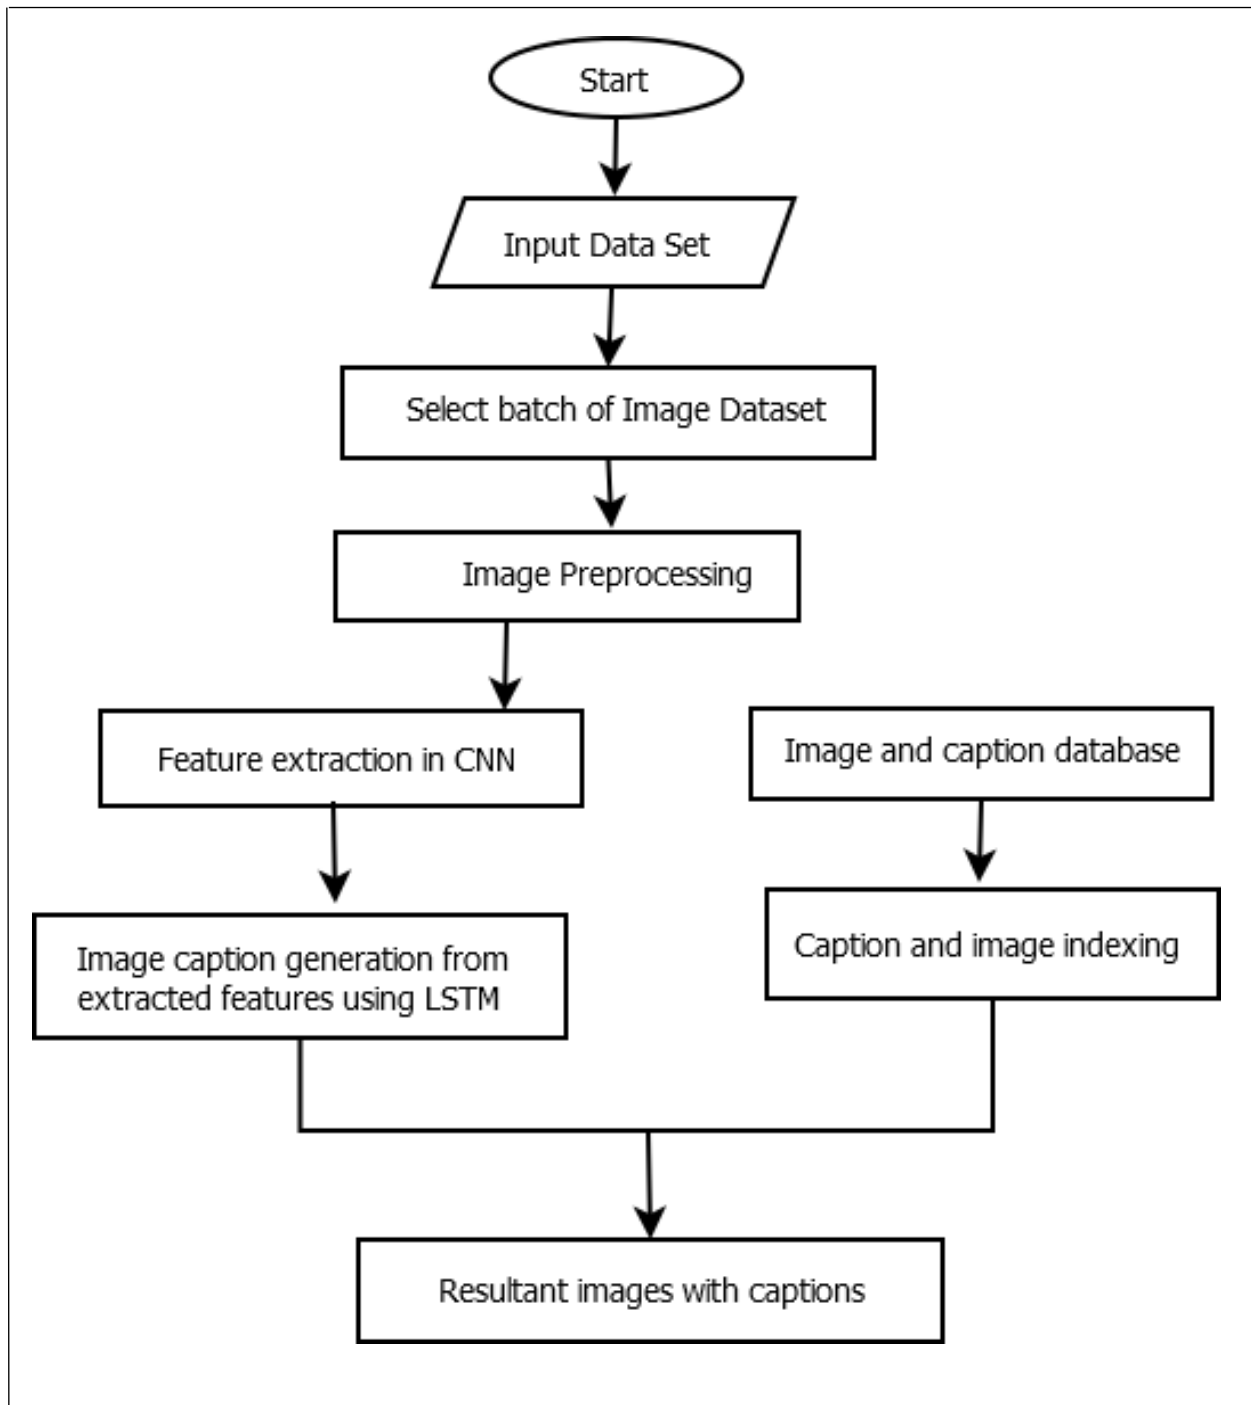 Start
Input Data Set
Select batch of Image Dataset
Image Preprocessing
Feature extraction in CNN
Image and caption database
Image caption generation from
extracted features using LSTM
Caption and image indexing
Resultant images with captions